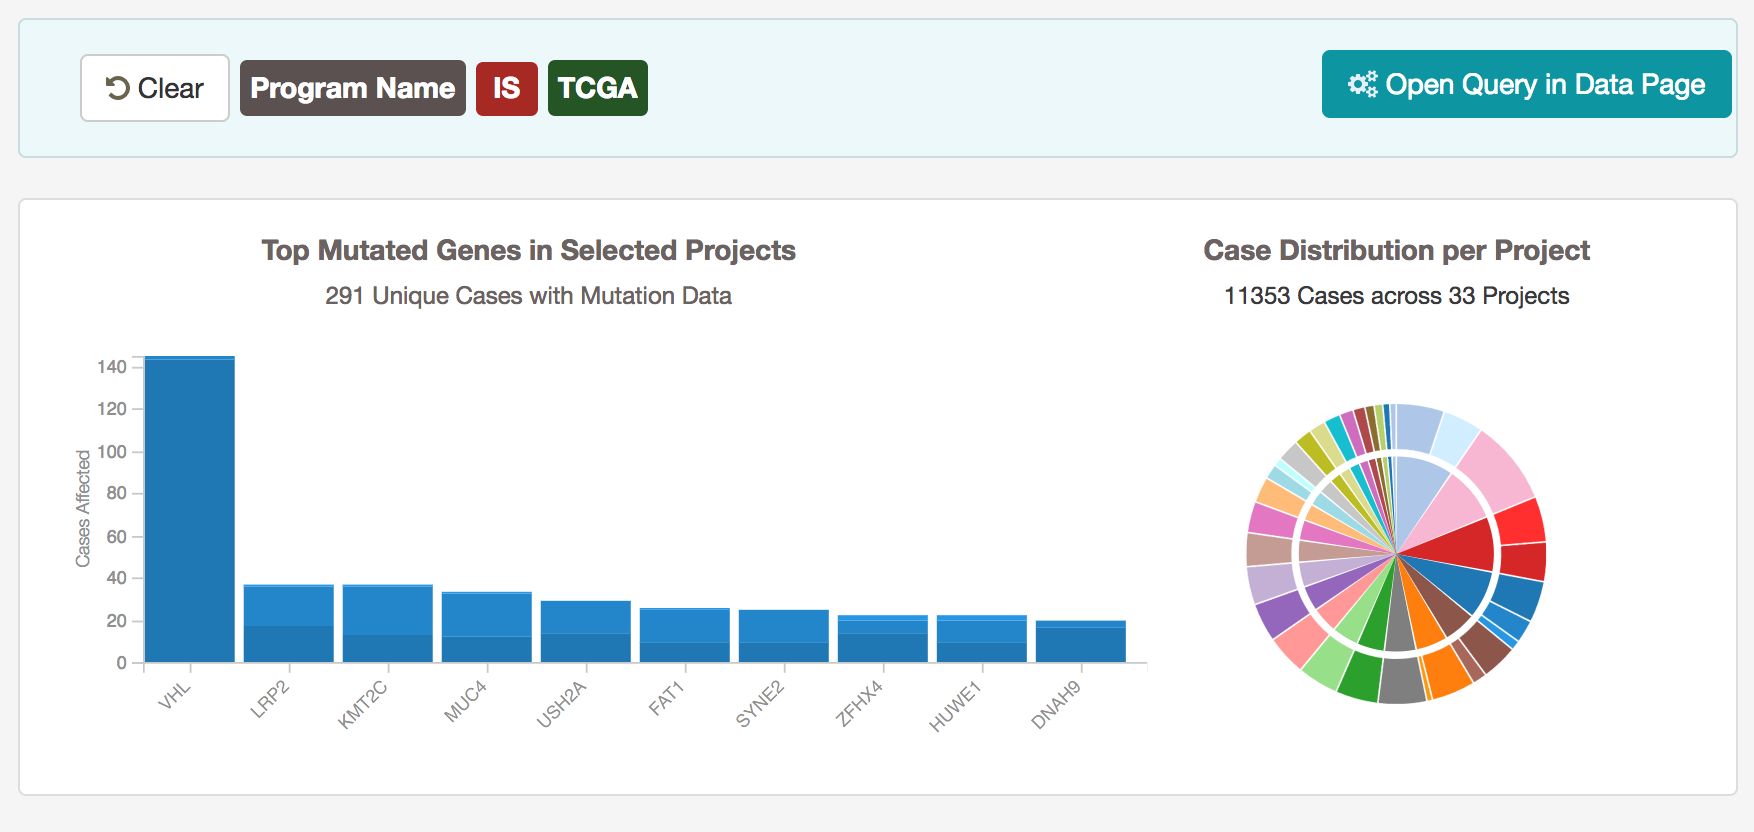 Clear Program Name IS TCGA
Open Query in Data Page
Top Mutated Genes in Selected Projects
291 Unique Cases with Mutation Data
Case Distribution per Project
11353 Cases across 33 Projects
Cases Affected
140
120
100
80
60
40
20
0
VHL
LRP2
KMT2C
MUC4
USH2A
FAT1
SYNE2
ZFHX4
HUWE1
DNAH9